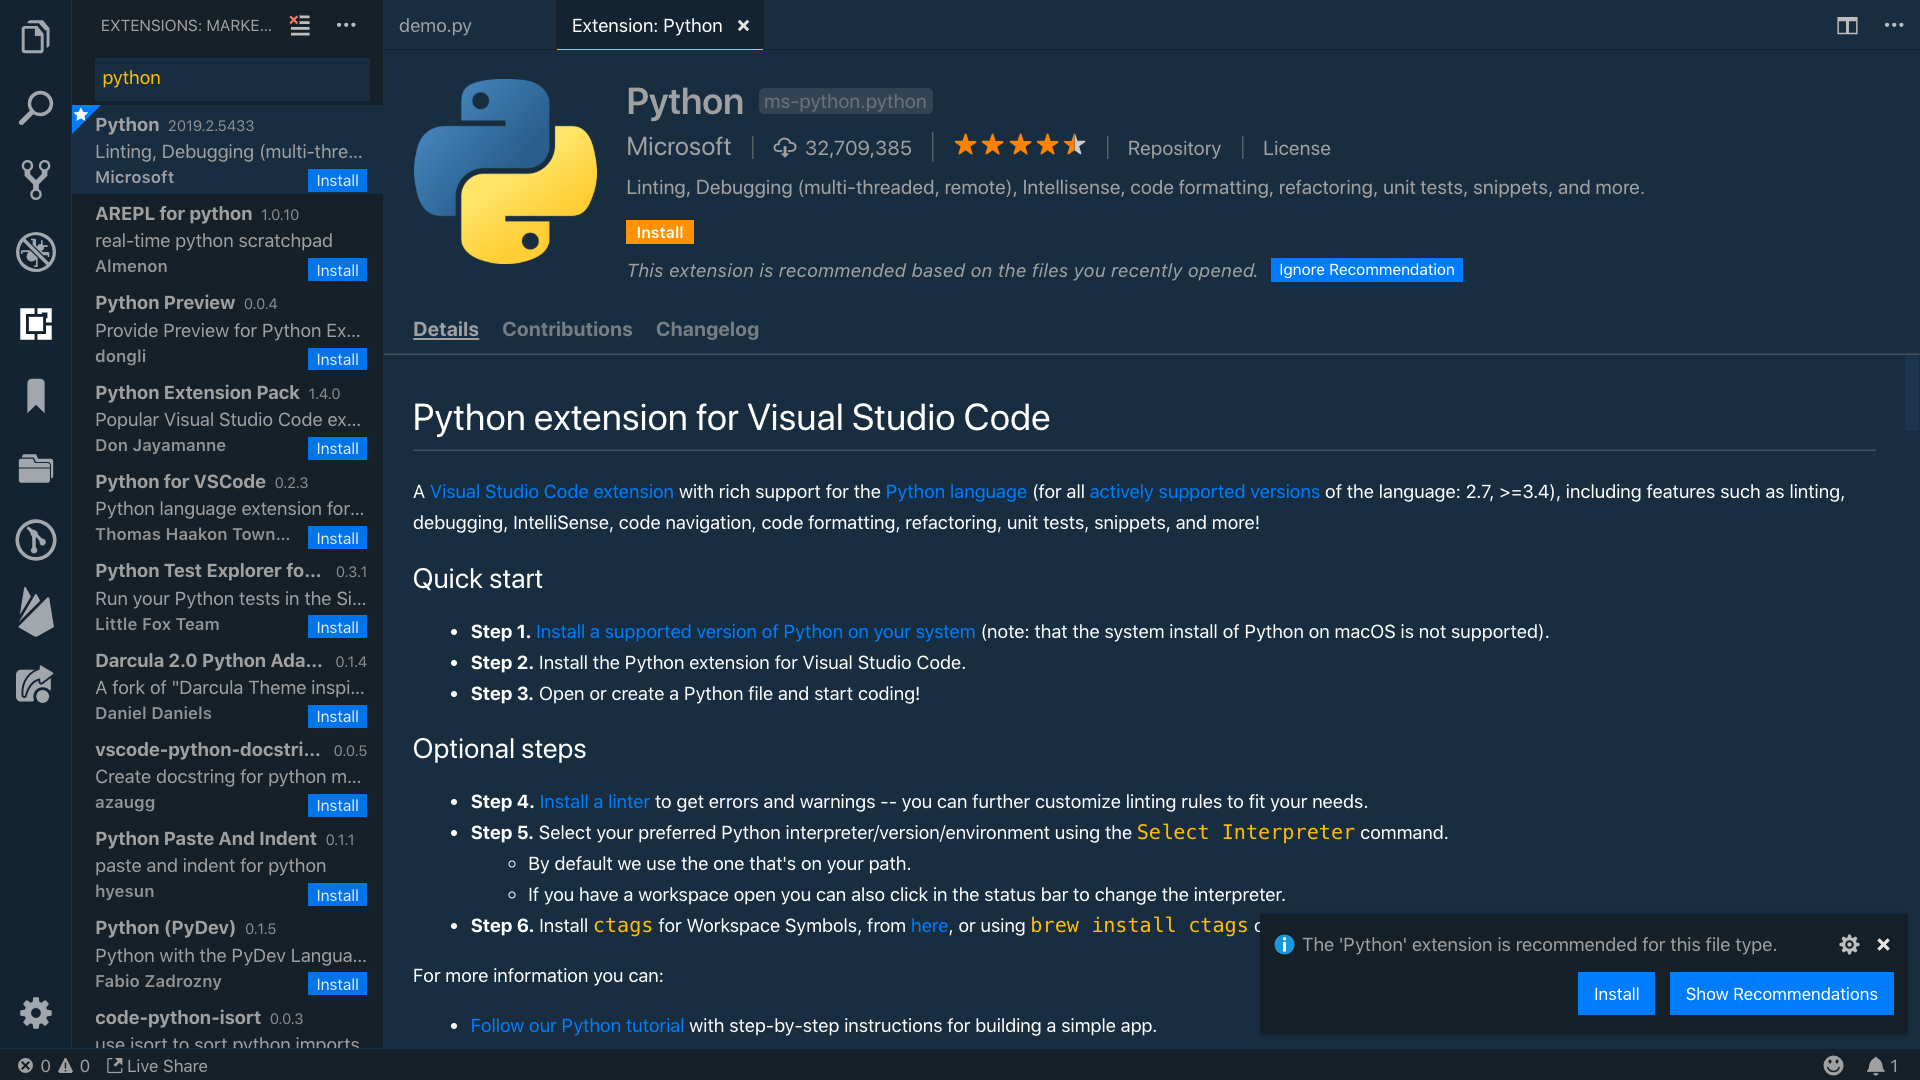 EXTENSIONS: MARKE...
python
Python 2019.2.5433
Linting, Debugging (multi-thre...
Microsoft Install
AREPL for python 1.0.10
real-time python scratchpad
Almenon Install
Python Preview 0.0.4
Provide Preview for Python Ex...
dongli Install
Python Extension Pack 1.4.0
Popular Visual Studio Code ex...
Don Jayamanne Install
Python for VSCode 0.2.3
Python language extension for...
Thomas Haakon Town... Install
Python Test Explorer fo... 0.3.1
Run your Python tests in the Si...
Little Fox Team Install
Darcula 2.0 Python Ada... 0.1.4
A fork of "Darcula Theme inspi...
Daniel Daniels Install
vscode-python-docstri... 0.0.5
Create docstring for python m...
azaugg Install
Python Paste And Indent 0.1.1
paste and indent for python
hyesun Install
Python (PyDev) 0.1.5
Python with the PyDev Langua...
Fabio Zadrozny Install
code-python-isort 0.0.3
use isort to sort python imports
demo.py Extension: Python
Python ms-python.python
Microsoft 32,709,385 Repository License
Linting, Debugging (multi-threaded, remote), Intellisense, code formatting, refactoring, unit tests, snippets, and more.
Install
This extension is recommended based on the files you recently opened. Ignore Recommendation
Details Contributions Changelog
Python extension for Visual Studio Code
A Visual Studio Code extension with rich support for the Python language (for all actively supported versions of the language: 2.7, >=3.4), including features such as linting,
debugging, IntelliSense, code navigation, code formatting, refactoring, unit tests, snippets, and more!
Quick start
• Step 1. Install a supported version of Python on your system (note: that the system install of Python on macOS is not supported).
• Step 2. Install the Python extension for Visual Studio Code.
• Step 3. Open or create a Python file and start coding!
Optional steps
• Step 4. Install a linter to get errors and warnings -- you can further customize linting rules to fit your needs.
• Step 5. Select your preferred Python interpreter/version/environment using the Select Interpreter command.
◦ By default we use the one that's on your path.
◦ If you have a workspace open you can also click in the status bar to change the interpreter.
• Step 6. Install ctags for Workspace Symbols, from here, or using brew install ctags
For more information you can:
• Follow our Python tutorial with step-by-step instructions for building a simple app.
The 'Python' extension is recommended for this file type.
Install Show Recommendations
0 0 Live Share 1